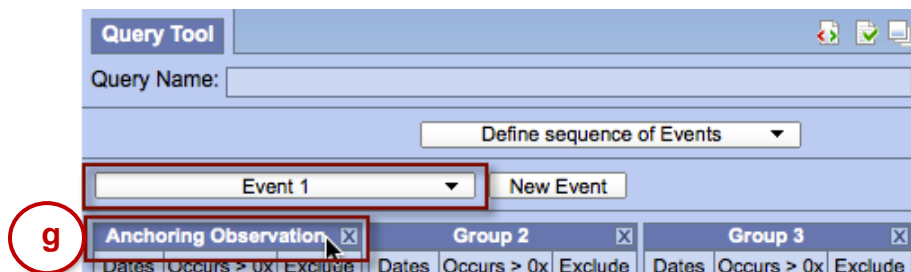 Query Tool
Query Name:
Define sequence of Events
Event 1 New Event
g
Anchoring Observation X Group 2 X Group 3 X
Dates Occurs > 0x Exclude Dates Occurs > 0x Exclude Dates Occurs > 0x Exclude